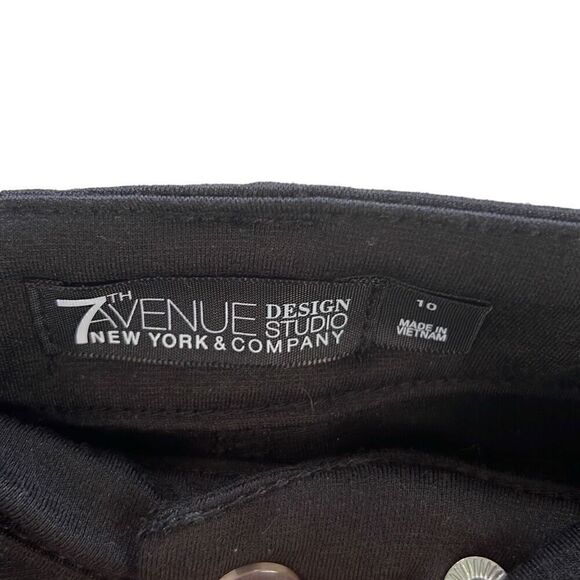 7TH AVENUE DESIGN STUDIO
NEW YORK & COMPANY
10
MADE IN
VIETNAM